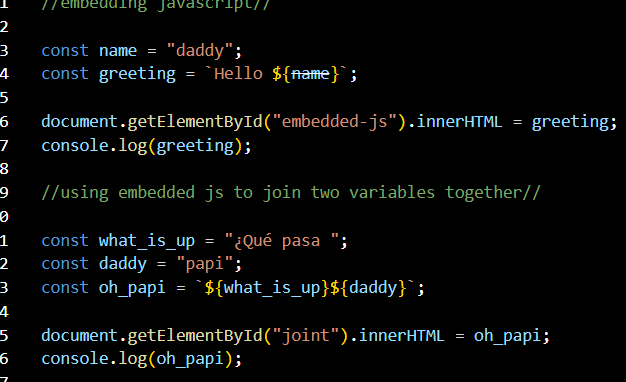 1 //embedding javascript//
2
3 const name = "daddy";
4 const greeting = `Hello ${name}`;
5
6 document.getElementById("embedded-js").innerHTML = greeting;
7 console.log(greeting);
8
9 //using embedded js to join two variables together//
0
1 const what_is_up = "¿Qué pasa ";
2 const daddy = "papi";
3 const oh_papi = `${what_is_up}${daddy}`;
4
5 document.getElementById("joint").innerHTML = oh_papi;
6 console.log(oh_papi);
7